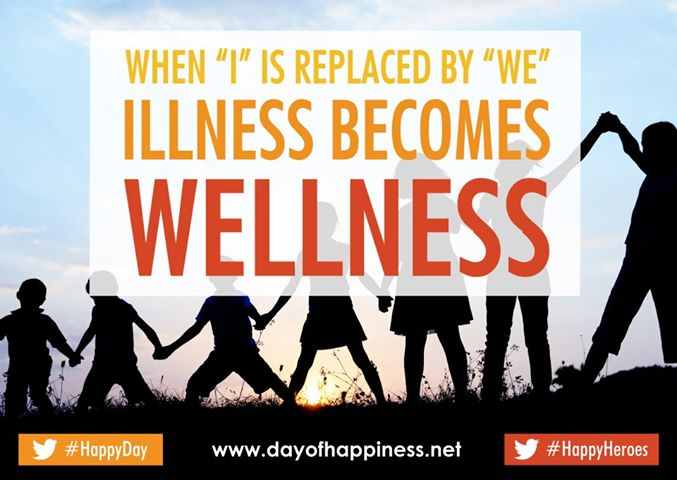 WHEN “I” IS REPLACED BY “WE”
ILLNESS BECOMES
WELLNESS
#HappyDay
www.dayofhappiness.net
#HappyHeroes